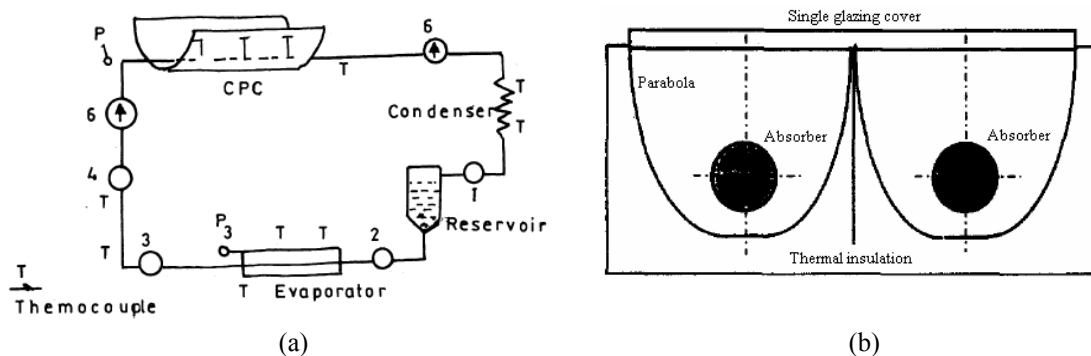 P
6
T
CPC
T
Condenser
T
6
4
T
1
Reservoir
P
3
T T
2
T
3
T
Evaporator
T
Themocouple
(a)
Single glazing cover
Parabola
Absorber
Absorber
Thermal insulation
(b)